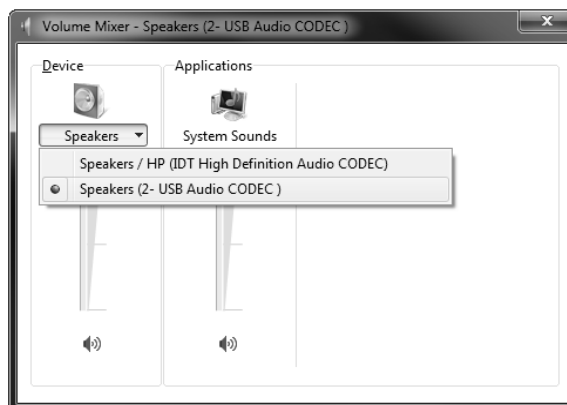 Volume Mixer - Speakers (2- USB Audio CODEC )
x
Device
Applications
Speakers
System Sounds
Speakers / HP (IDT High Definition Audio CODEC)
Speakers (2- USB Audio CODEC )